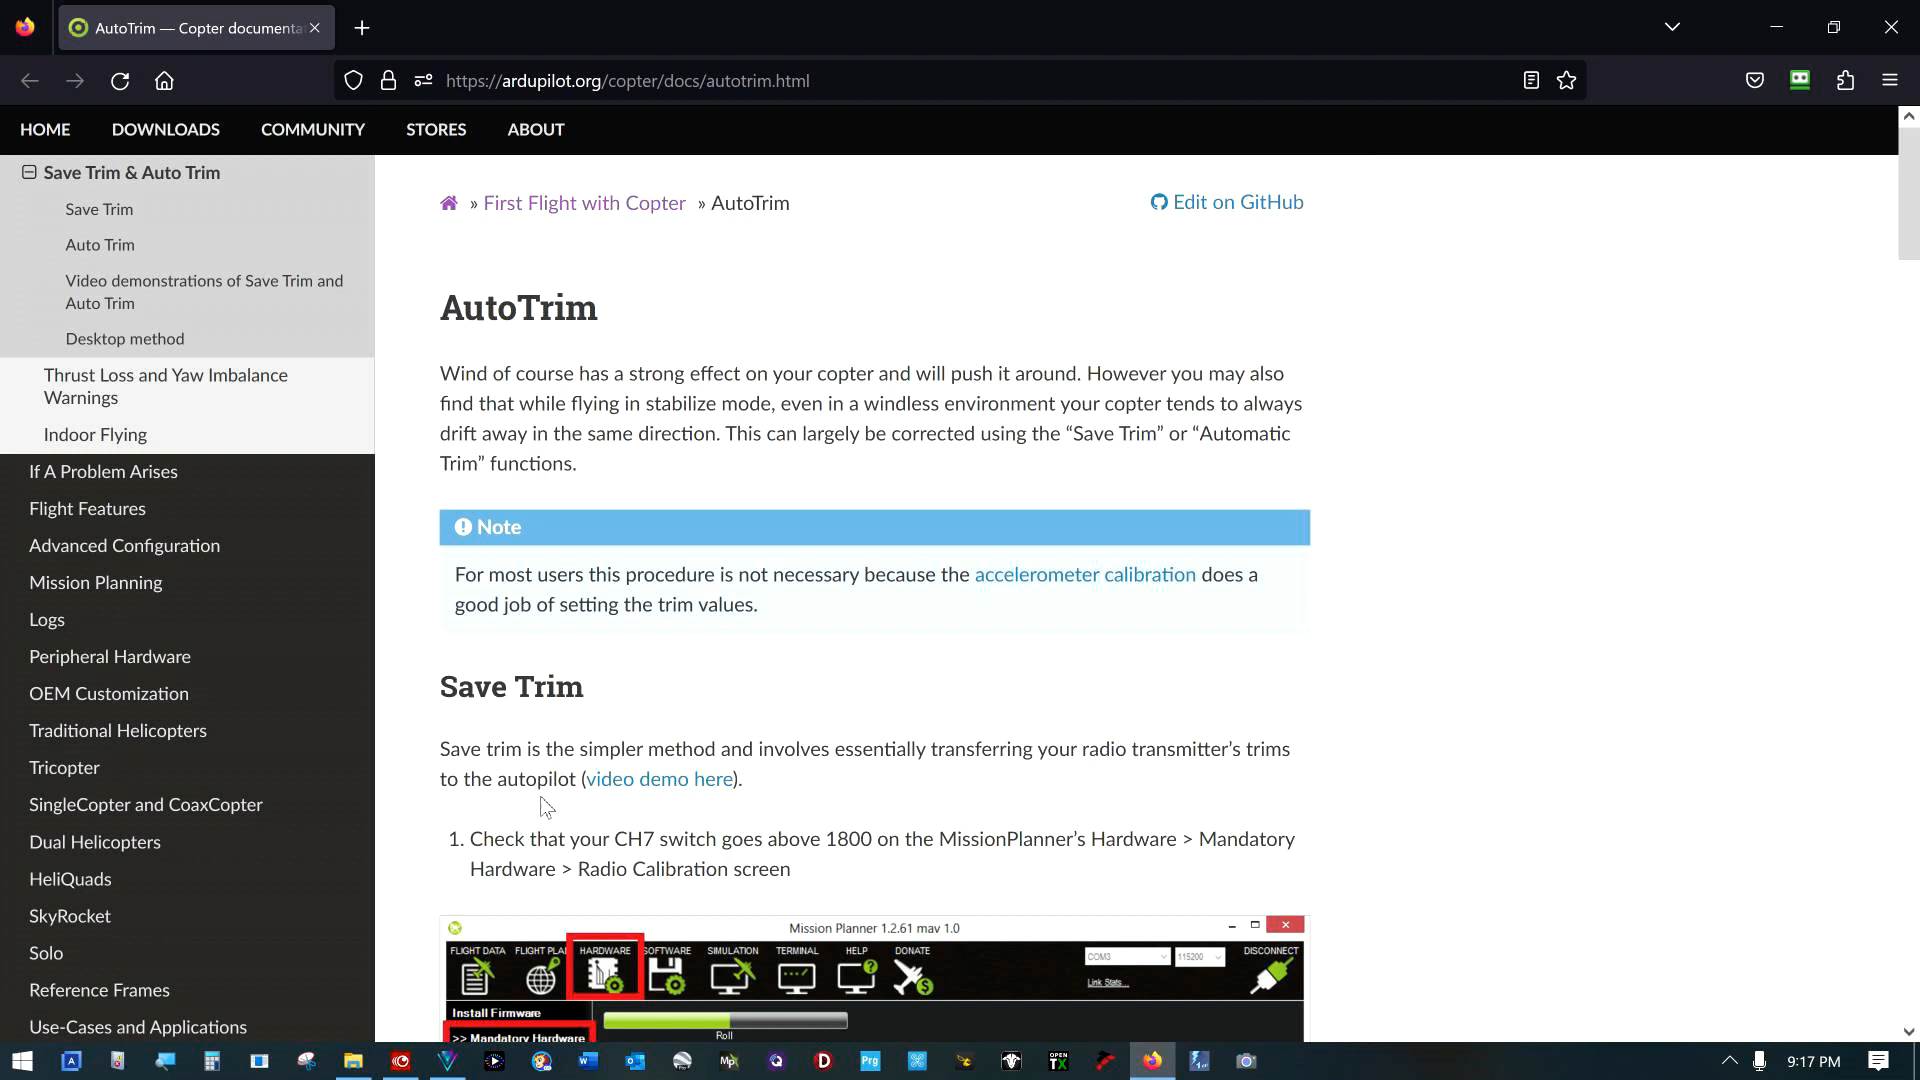 AutoTrim — Copter documenta
https://ardupilot.org/copter/docs/autotrim.html
HOME DOWNLOADS COMMUNITY STORES ABOUT
Save Trim & Auto Trim
Save Trim
Auto Trim
Video demonstrations of Save Trim and
Auto Trim
Desktop method
Thrust Loss and Yaw Imbalance
Warnings
Indoor Flying
If A Problem Arises
Flight Features
Advanced Configuration
Mission Planning
Logs
Peripheral Hardware
OEM Customization
Traditional Helicopters
Tricopter
SingleCopter and CoaxCopter
Dual Helicopters
HeliQuads
SkyRocket
Solo
Reference Frames
Use-Cases and Applications
» First Flight with Copter » AutoTrim
Edit on GitHub
AutoTrim
Wind of course has a strong effect on your copter and will push it around. However you may also
find that while flying in stabilize mode, even in a windless environment your copter tends to always
drift away in the same direction. This can largely be corrected using the “Save Trim” or “Automatic
Trim” functions.
Note
For most users this procedure is not necessary because the accelerometer calibration does a
good job of setting the trim values.
Save Trim
Save trim is the simpler method and involves essentially transferring your radio transmitter’s trims
to the autopilot (video demo here).
1. Check that your CH7 switch goes above 1800 on the MissionPlanner’s Hardware > Mandatory
Hardware > Radio Calibration screen
Mission Planner 1.2.61 mav 1.0
FLIGHT DATA FLIGHT PLA HARDWARE SOFTWARE SIMULATION TERMINAL HELP DONATE
COM3 115200 DISCONNECT
Link Stats...
Install Firmware
>> Mandatory Hardware
Roll
Prg
OPEN
TX
9:17 PM